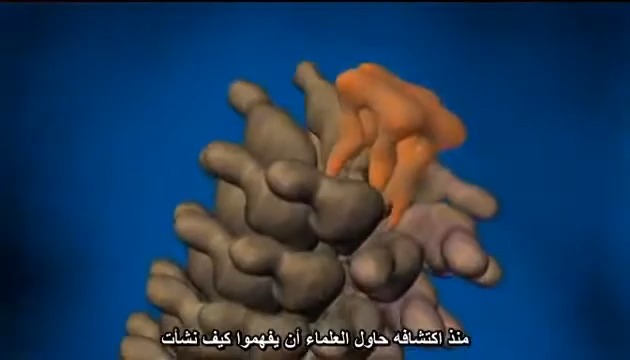 منذ اكتشافه حاول العلماء أن يفهموا كيف نشأت